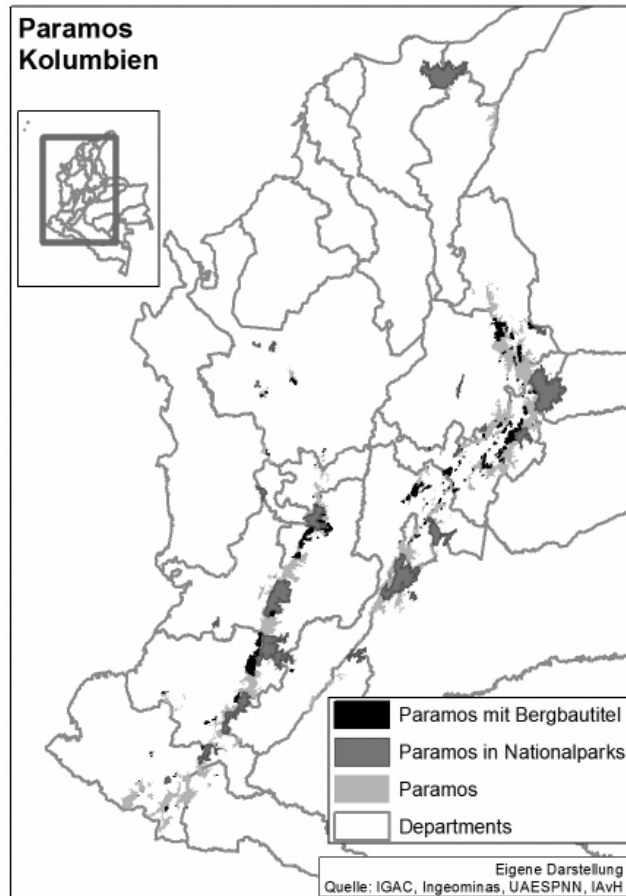 Paramos
Kolumbien
Paramos mit Bergbautitel
Paramos in Nationalparks
Paramos
Departments
Eigene Darstellung
Quelle: IGAC, Ingeominas, UAESPNN, IAvH